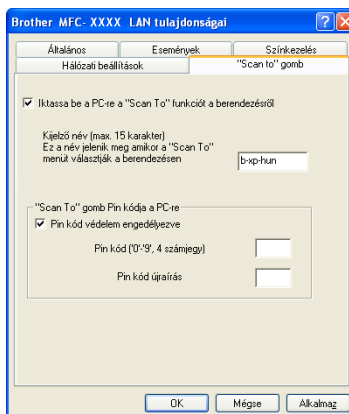 Brother MFC- XXXX LAN tulajdonságai
Általános Események Színkezelés
Hálózati beállítások "Scan to" gomb
Iktassa be a PC-re a "Scan To" funkciót a berendezésről
Kijelző név (max. 15 karakter)
Ez a név jelenik meg amikor a "Scan To"
menüt választják a berendezésen
b-xp-hun
"Scan To" gomb Pin kódja a PC-re
Pin kód védelem engedélyezve
Pin kód ('0'-'9', 4 számjegy)
Pin kód újraírás
OK Mégse Alkalmaz